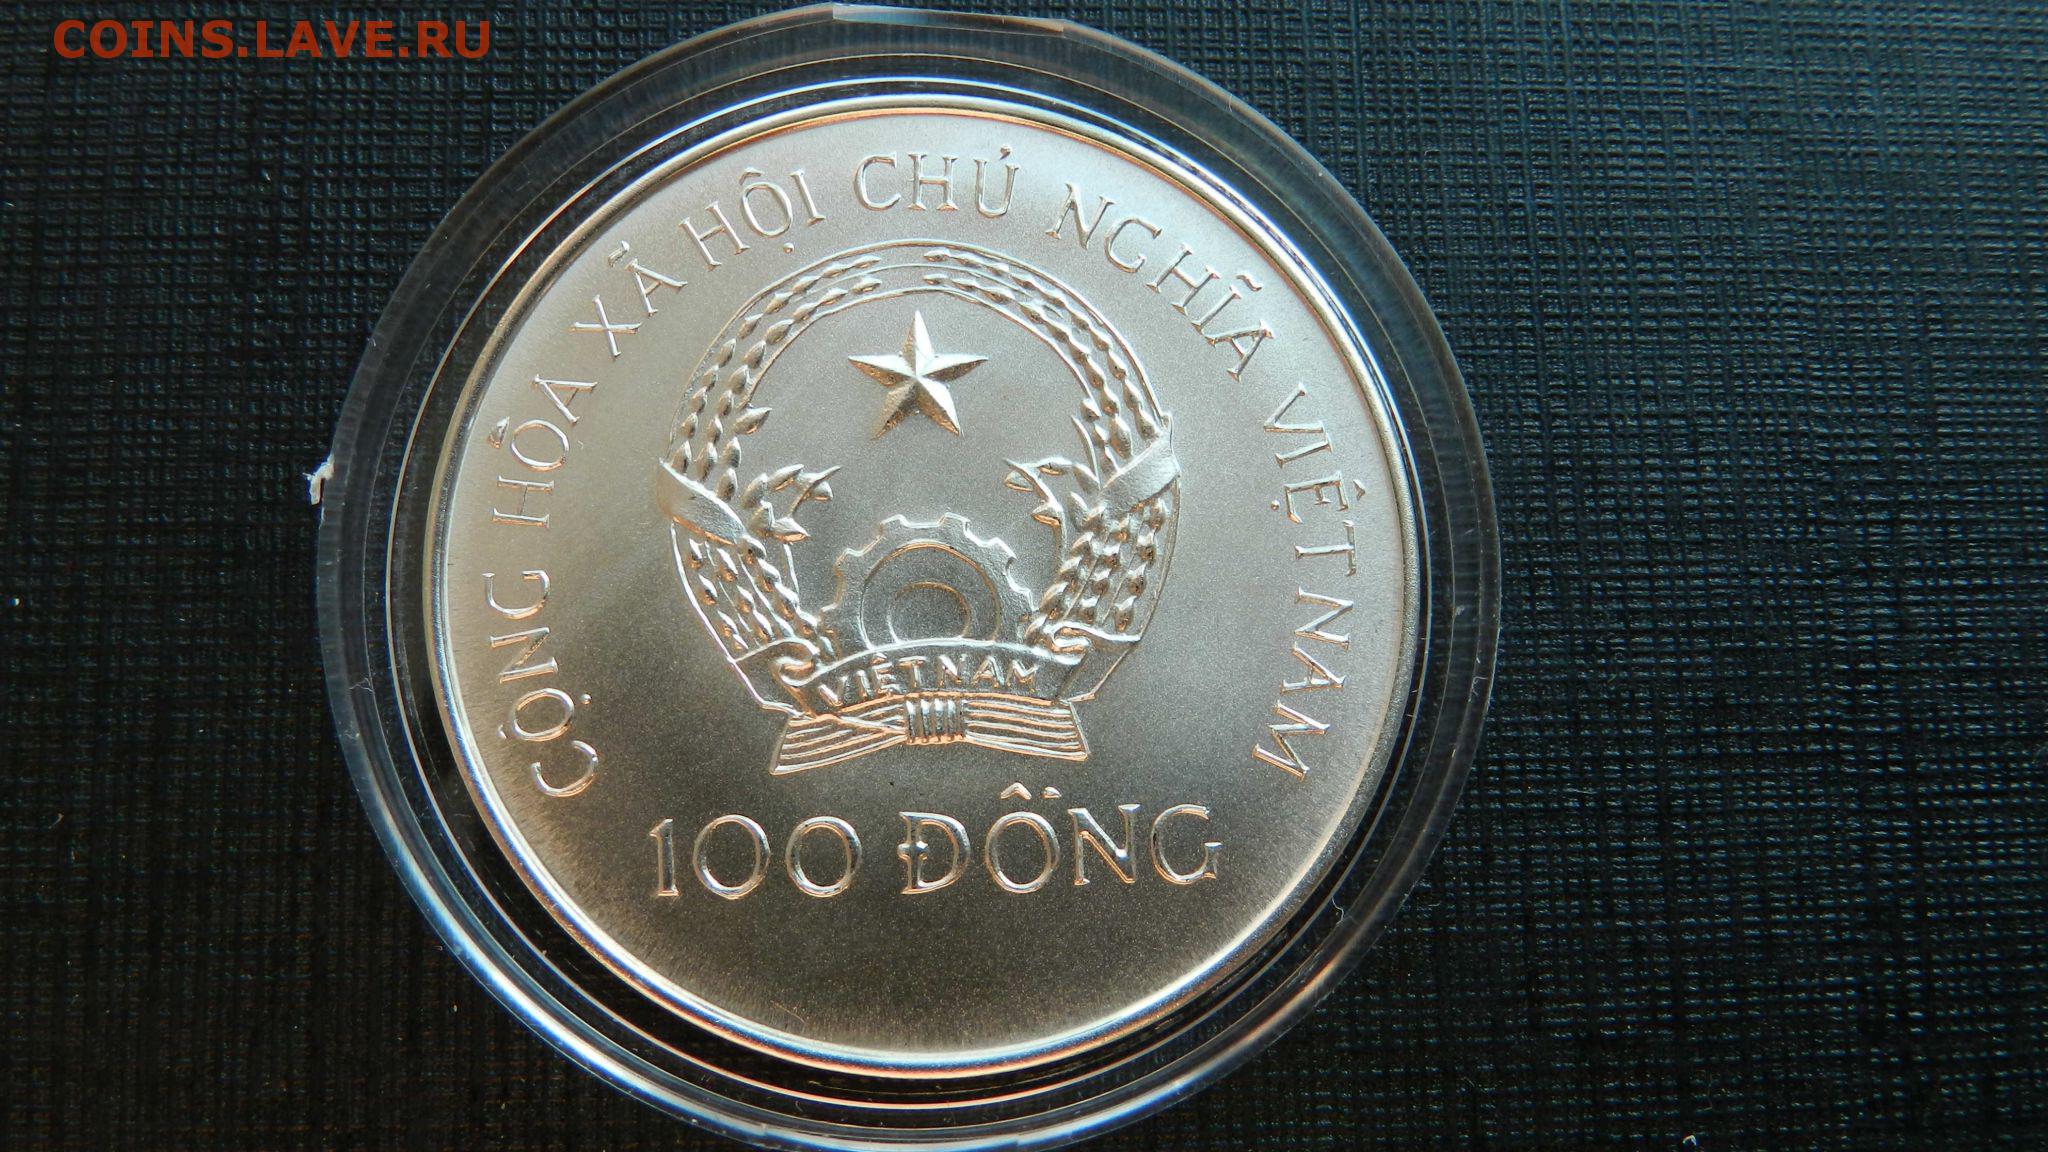 COINS.LAVE.RU
CỘNG HÒA XÃ HỘI CHỦ NGHĨA VIỆT NAM
VIỆT NAM
100 ĐỒNG